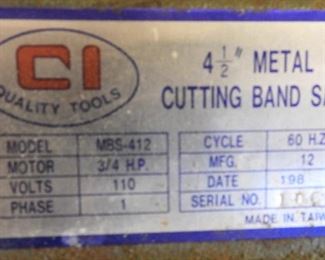 CI
QUALITY TOOLS
4 1/2" METAL
CUTTING BAND SA
MODEL MBS-412
MOTOR 3/4 H.P.
VOLTS 110
PHASE 1
CYCLE 60 H.Z
MFG. 12
DATE 198
SERIAL NO.
MADE IN TAIW